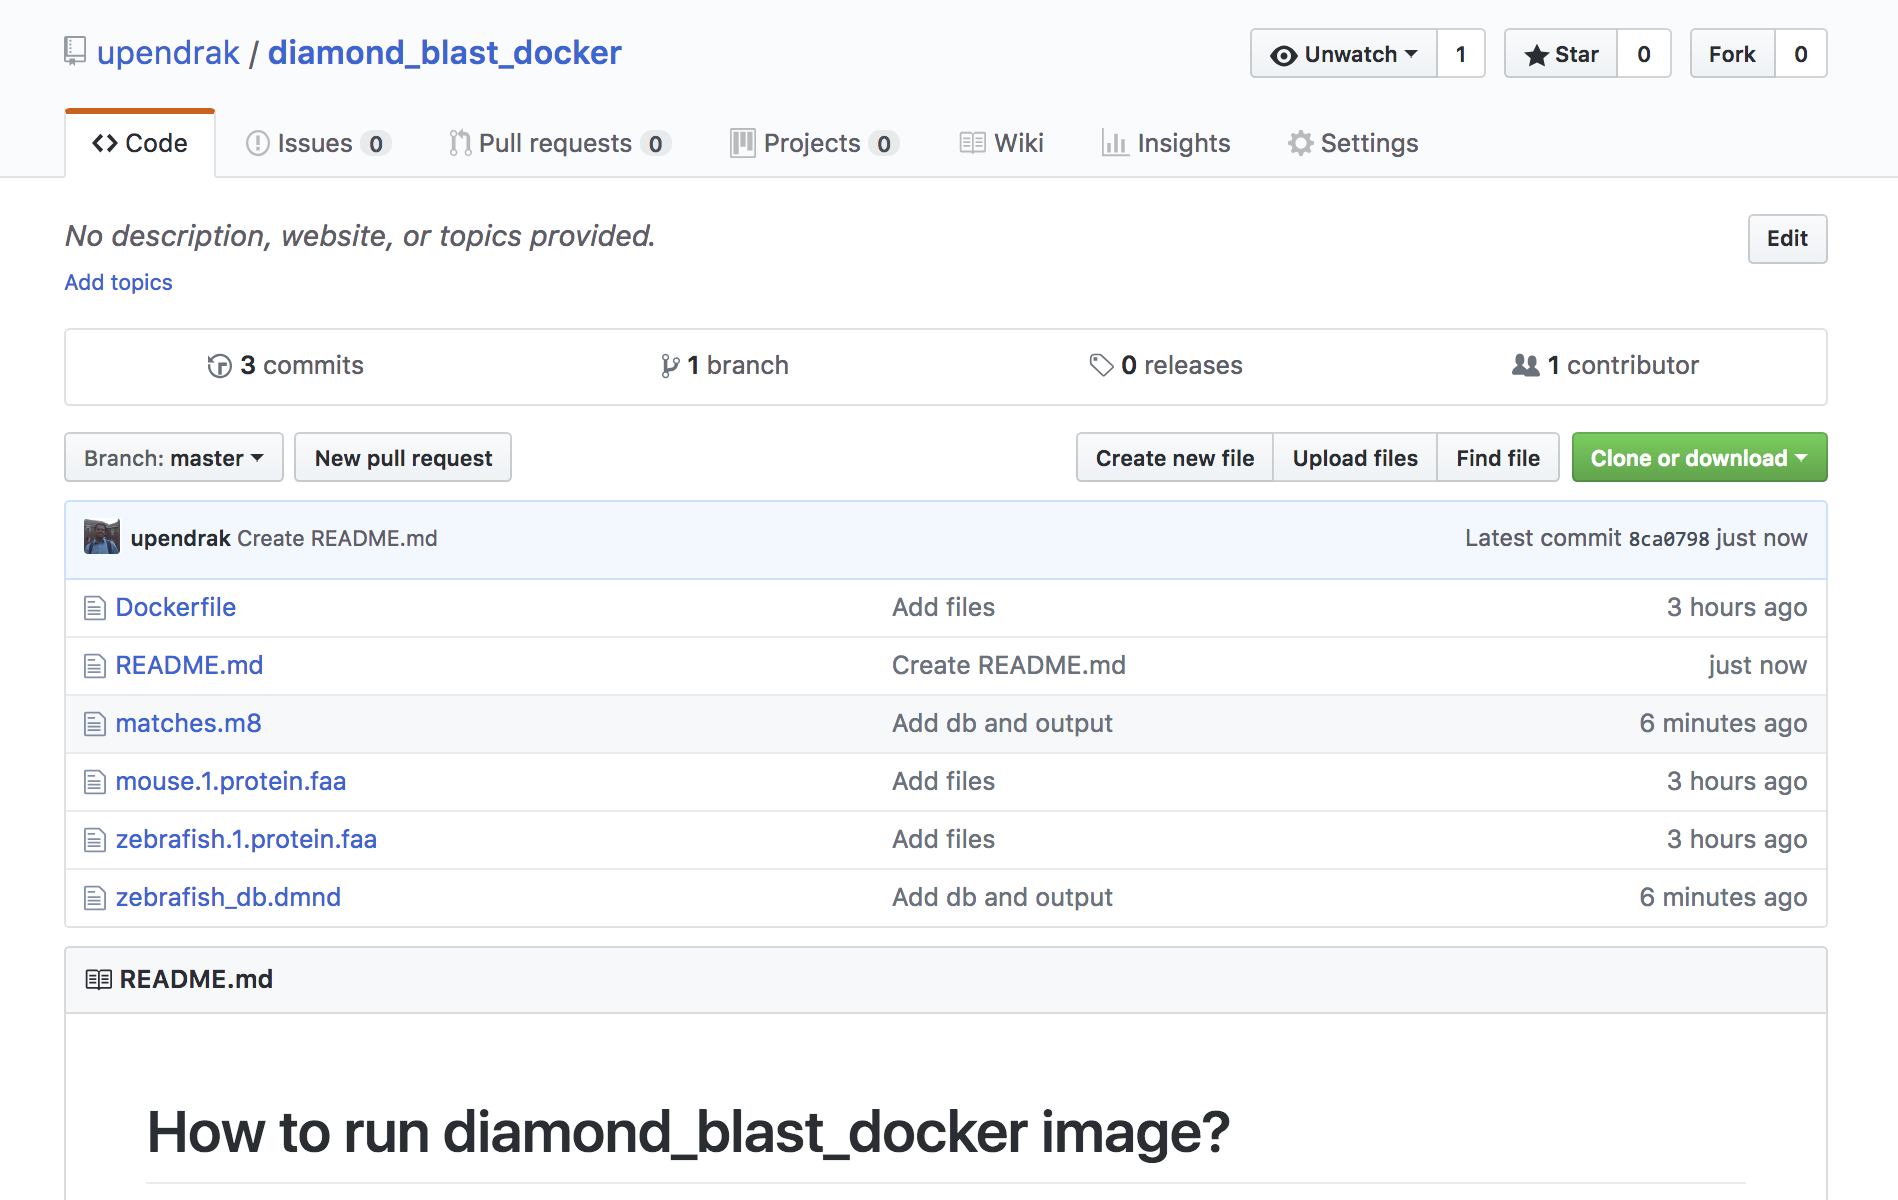 upendrak / diamond_blast_docker
Unwatch 1 Star 0 Fork 0
Code Issues 0 Pull requests 0 Projects 0 Wiki Insights Settings
No description, website, or topics provided.
Edit
Add topics
3 commits 1 branch 0 releases 1 contributor
Branch: master New pull request Create new file Upload files Find file Clone or download
upendrak Create README.md Latest commit 8ca0798 just now
Dockerfile Add files 3 hours ago
README.md Create README.md just now
matches.m8 Add db and output 6 minutes ago
mouse.1.protein.faa Add files 3 hours ago
zebrafish.1.protein.faa Add files 3 hours ago
zebrafish_db.dmnd Add db and output 6 minutes ago
README.md
How to run diamond_blast_docker image?